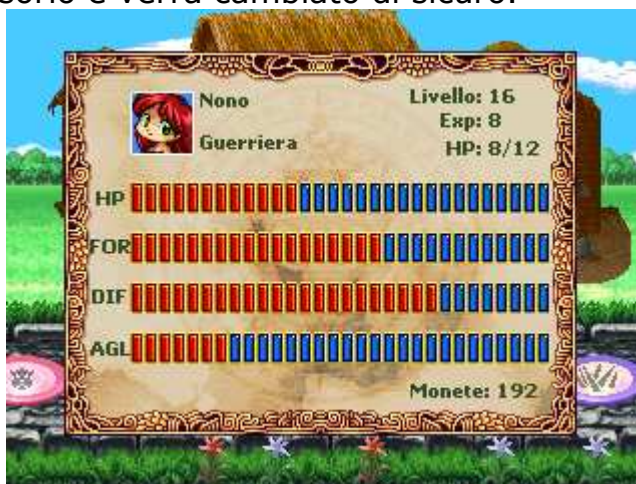 sorio e verrà cambiato di sicuro.
Nono
Livello: 16
Exp: 8
Guerriera
HP: 8/12
HP
FOR
DIF
AGL
Monete: 192